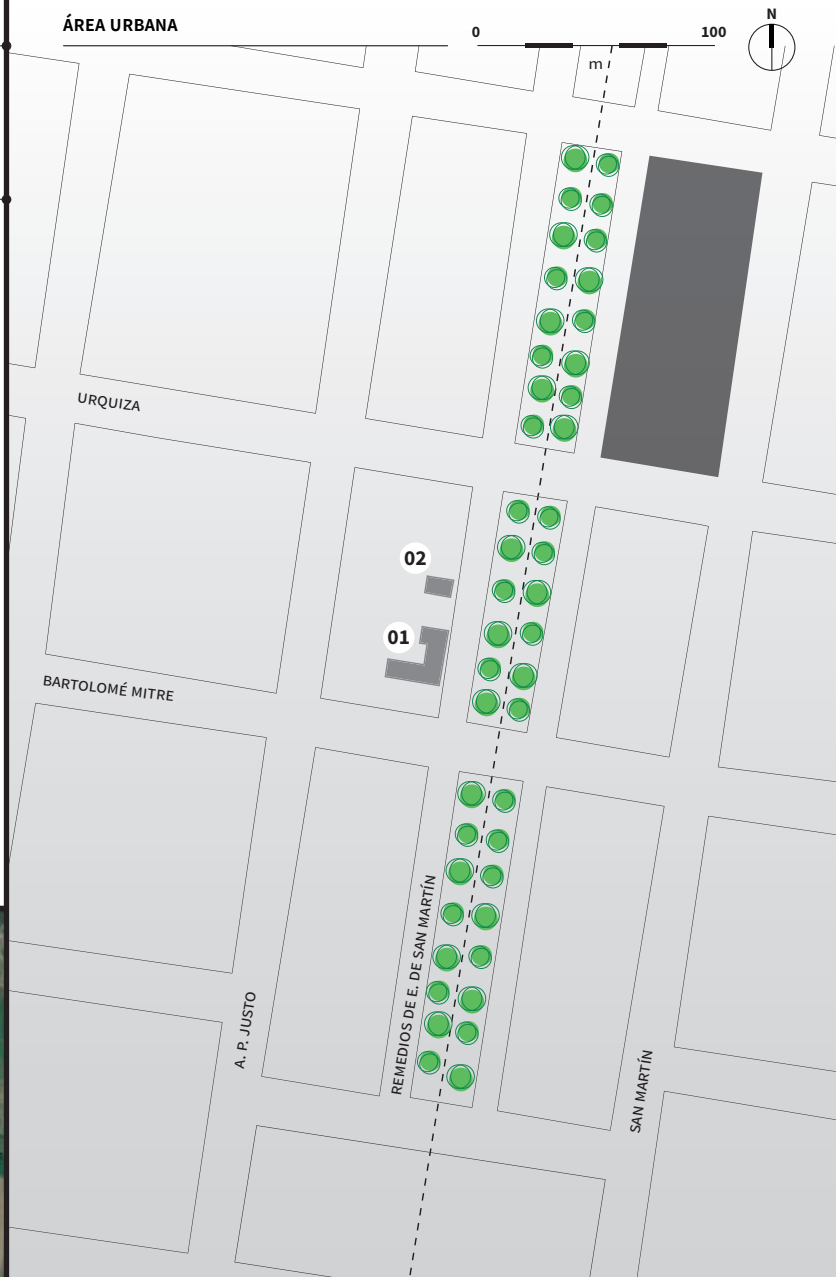 ÁREA URBANA
0
100
m
N
URQUIZA
02
01
BARTOLOMÉ MITRE
REMEDIOS DE E. DE SAN MARTÍN
A. P. JUSTO
SAN MARTÍN